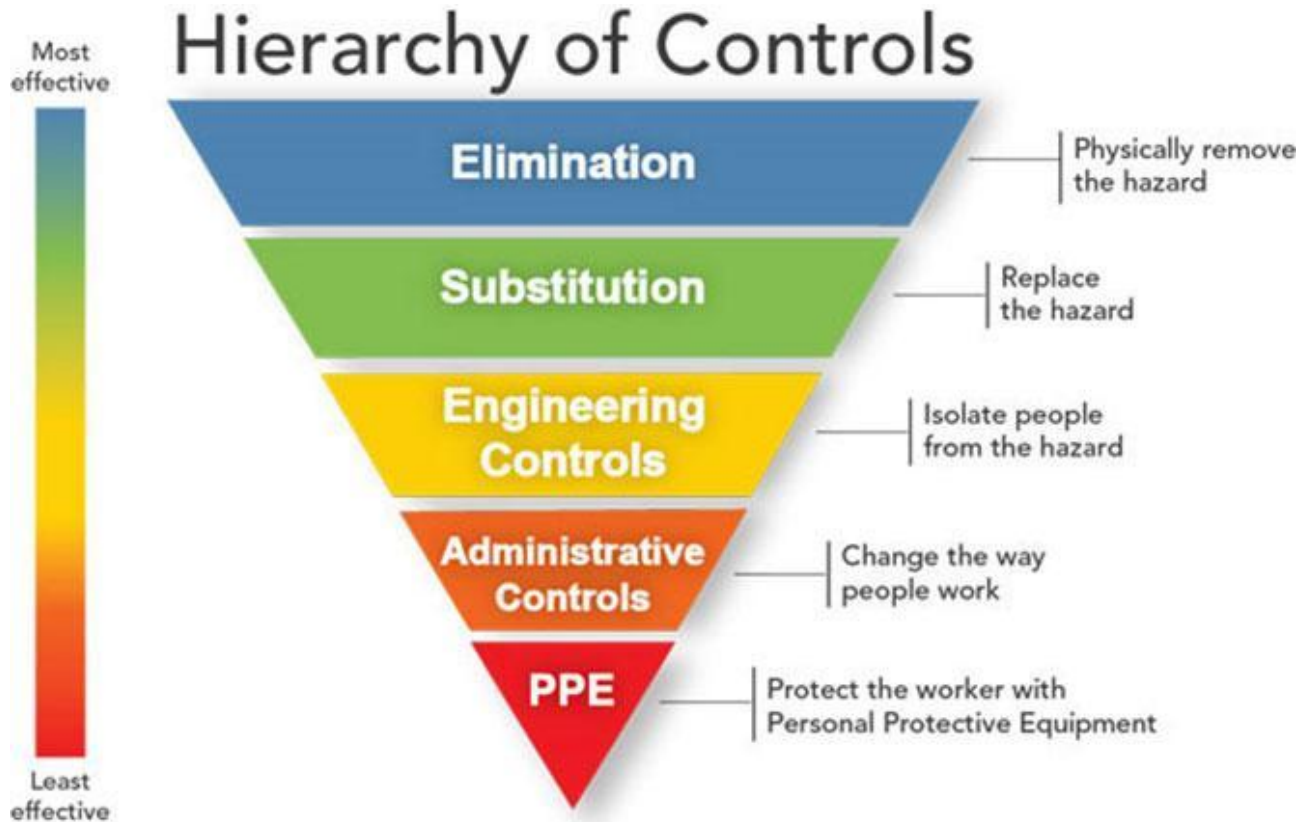 Hierarchy of Controls
Most
effective
Elimination
Physically remove
the hazard
Substitution
Replace
the hazard
Engineering
Controls
Isolate people
from the hazard
Administrative
Controls
Change the way
people work
PPE
Protect the worker with
Personal Protective Equipment
Least
effective